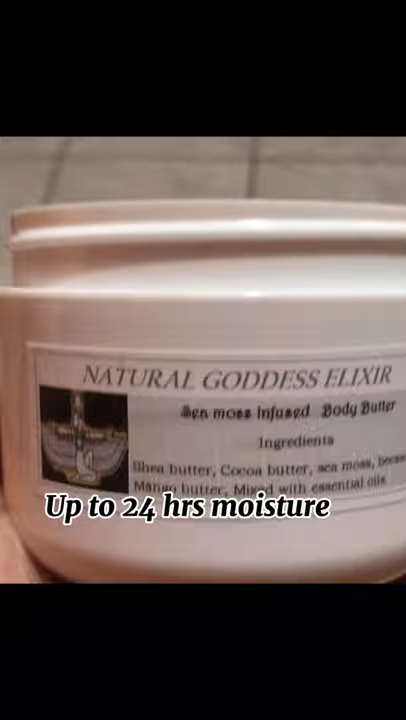 NATURAL GODDESS ELIXIR
Sea moss infused Body Butter
Ingredients
Shea butter, Cocoa butter, sea moss,
Mango butter, Mixed with essential oils
Up to 24 hrs moisture